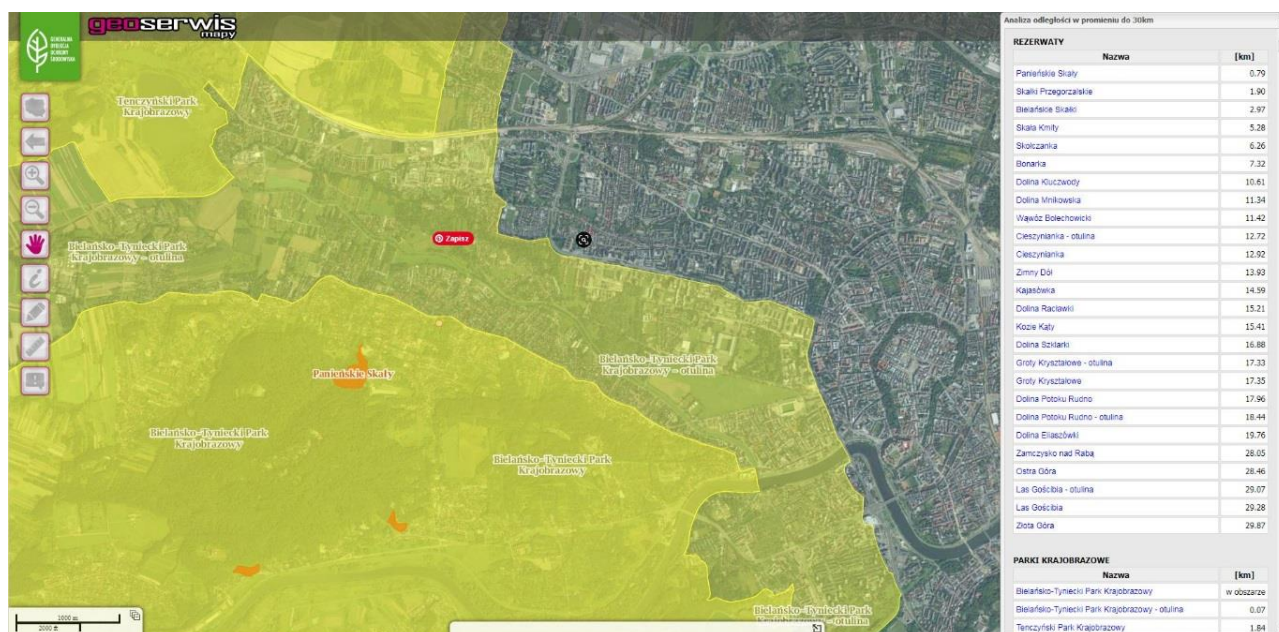 GENERALNA
DYREKCJA
OCHRONY
ŚRODOWISKA
geoserwis
mapy
Tenczyński Park
Krajobrazowy
Zapisz
Bielańsko-Tyniecki Park
Krajobrazowy - otulina
Bielańsko-Tyniecki Park
Krajobrazowy - otulina
Panieńskie Skały
Bielańsko-Tyniecki Park
Krajobrazowy
Bielańsko-Tyniecki Park
Krajobrazowy
Bielańsko-Tyniecki Park
Krajobrazowy - otulina
1000 m
2000 ft
Analiza odległości w promieniu do 30km
REZERWATY
Nazwa [km]
Panieńskie Skały 0.79
Skałki Przegorzalskie 1.90
Bielańskie Skałki 2.97
Skała Kmity 5.28
Skołczanka 6.26
Bonarka 7.32
Dolina Kluczwody 10.61
Dolina Mnikowska 11.34
Wąwóz Bolechowicki 11.42
Cieszynianka - otulina 12.72
Cieszynianka 12.92
Zimny Dół 13.93
Kajasówka 14.59
Dolina Racławki 15.21
Kozie Kąty 15.41
Dolina Szklarki 16.88
Groty Kryształowe - otulina 17.33
Groty Kryształowe 17.35
Dolina Potoku Rudno 17.96
Dolina Potoku Rudno - otulina 18.44
Dolina Eliaszówki 19.76
Zamczysko nad Rabą 28.05
Ostra Góra 28.46
Las Gościbia - otulina 29.07
Las Gościbia 29.28
Złota Góra 29.87
PARKI KRAJOBRAZOWE
Nazwa [km]
Bielańsko-Tyniecki Park Krajobrazowy w obszarze
Bielańsko-Tyniecki Park Krajobrazowy - otulina 0.07
Tenczyński Park Krajobrazowy 1.84